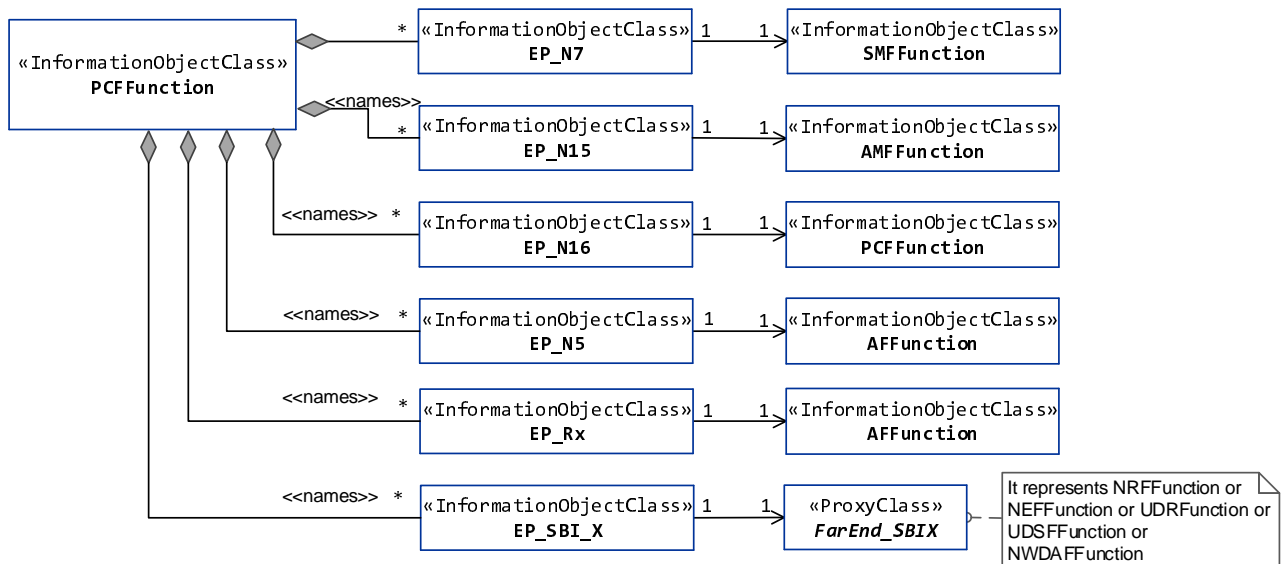 «InformationObjectClass»
PCFFunction
*
«InformationObjectClass»
EP_N7
1
1
«InformationObjectClass»
SMFFunction
<<names>>
*
«InformationObjectClass»
EP_N15
1
1
«InformationObjectClass»
AMFFunction
<<names>>
*
«InformationObjectClass»
EP_N16
1
1
«InformationObjectClass»
PCFFunction
<<names>>
*
«InformationObjectClass»
EP_N5
1
1
«InformationObjectClass»
AFFunction
<<names>>
*
«InformationObjectClass»
EP_Rx
1
1
«InformationObjectClass»
AFFunction
<<names>>
*
«InformationObjectClass»
EP_SBI_X
1
1
«ProxyClass»
FarEnd_SBIX
It represents NRFFunction or
NEFFunction or UDRFunction or
UDSFFunction or
NWDAFFunction